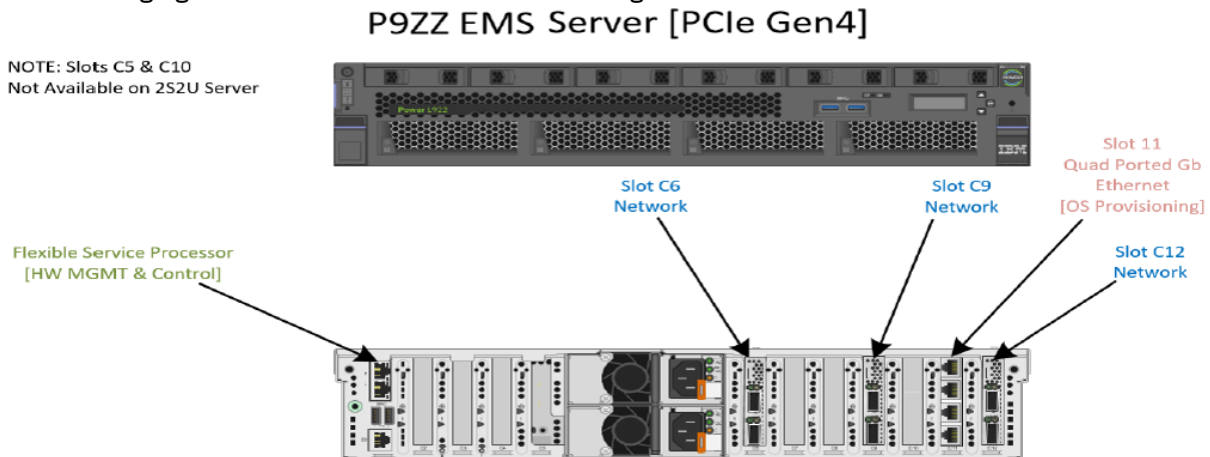 P9ZZ EMS Server [PCIe Gen4]
NOTE: Slots C5 & C10
Not Available on 2S2U Server
Power L922
IBM
Slot 11
Quad Ported Gb
Ethernet
[OS Provisioning]
Slot C6
Network
Slot C9
Network
Slot C12
Network
Flexible Service Processor
[HW MGMT & Control]